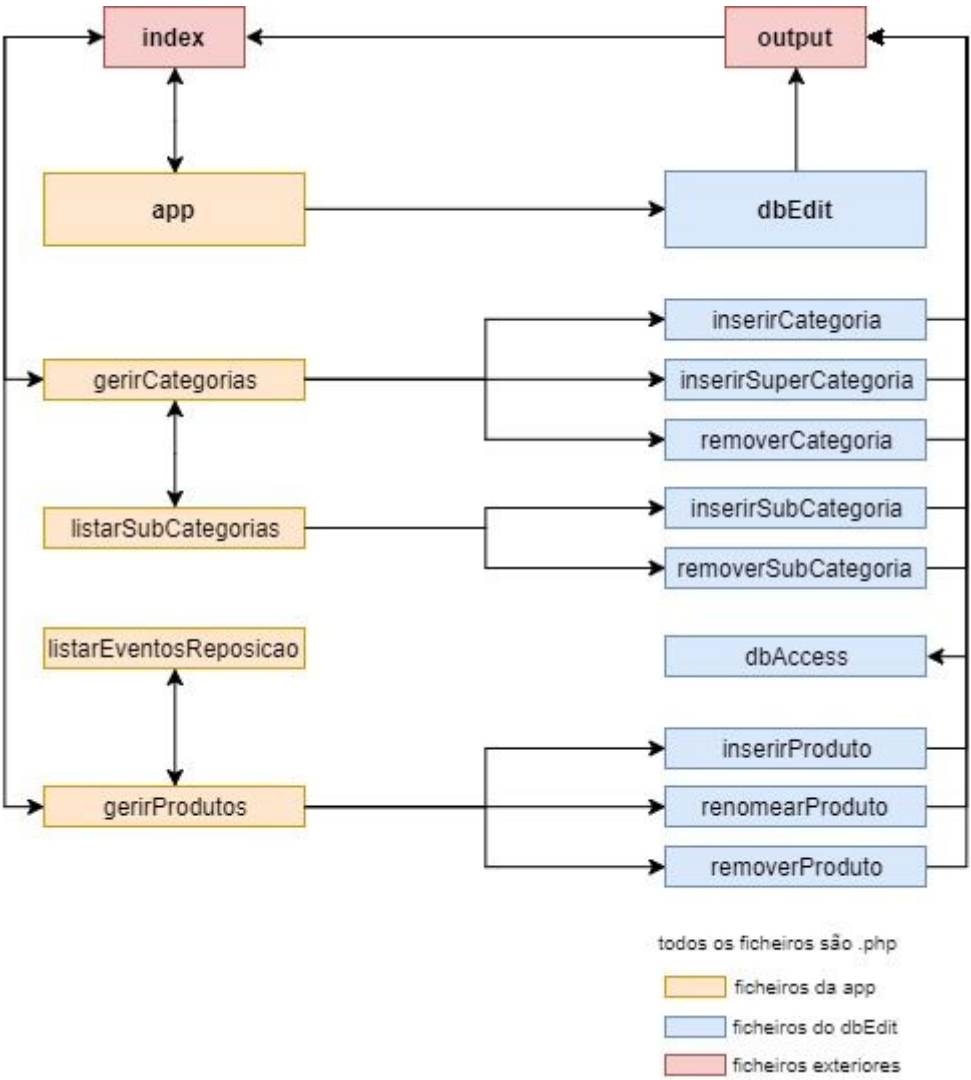 index
output
app
dbEdit
inserirCategoria
gerirCategorias
inserirSuperCategoria
removerCategoria
inserirSubCategoria
listarSubCategorias
removerSubCategoria
listarEventosReposicao
dbAccess
inserirProduto
gerirProdutos
renomearProduto
removerProduto
todos os ficheiros são .php
ficheiros da app
ficheiros do dbEdit
ficheiros exteriores